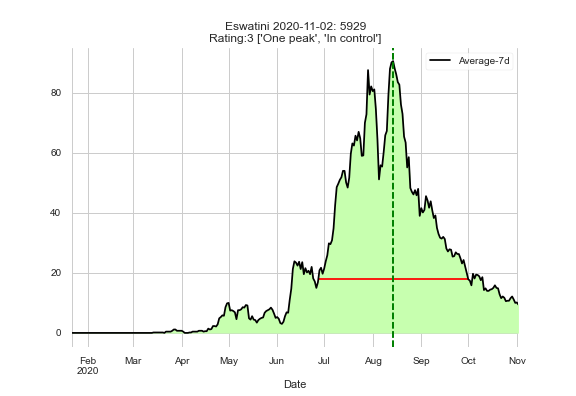 Eswatini 2020-11-02: 5929
Rating:3 ['One peak', 'In control']
Average-7d
80
60
40
20
0
Feb Mar Apr May Jun Jul Aug Sep Oct Nov
2020
Date